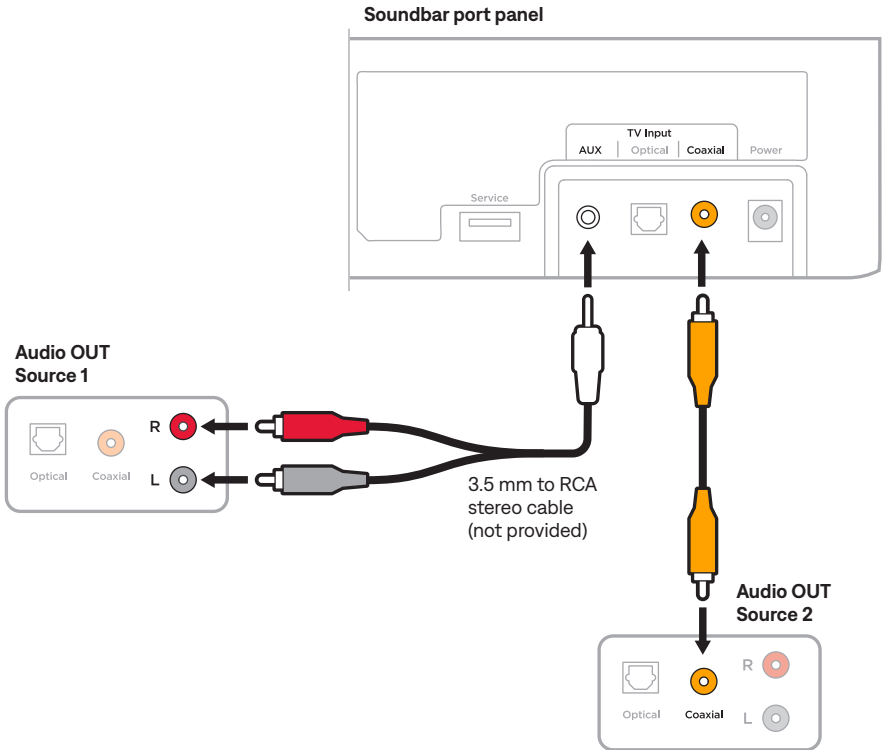 Soundbar port panel
TV Input
AUX
Optical
Coaxial
Power
Service
Audio OUT
Source 1
R
Optical
Coaxial
L
3.5 mm to RCA
stereo cable
(not provided)
Audio OUT
Source 2
R
Optical
Coaxial
L